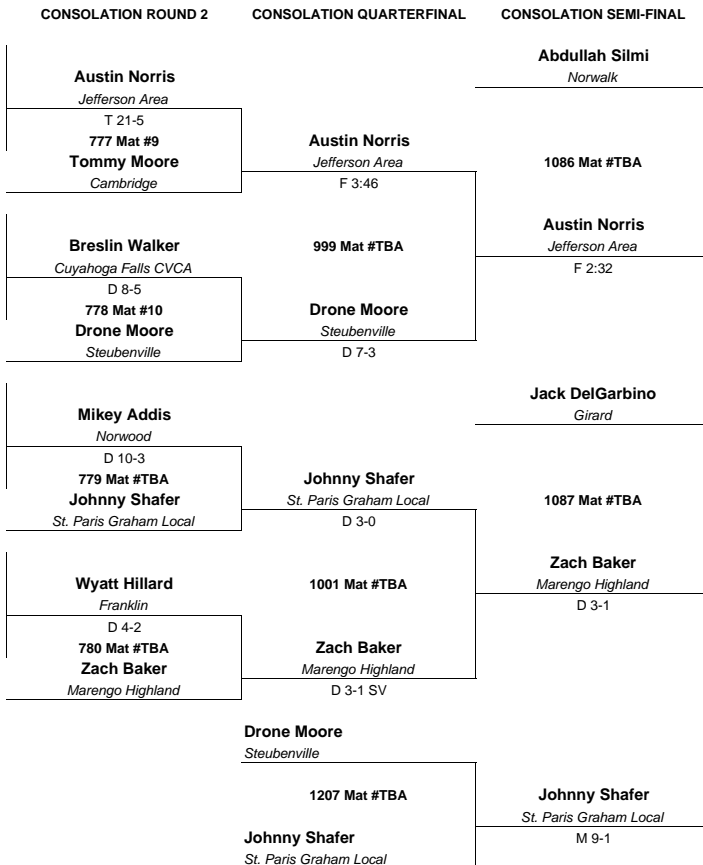 CONSOLATION ROUND 2
CONSOLATION QUARTERFINAL
CONSOLATION SEMI-FINAL
Abdullah Silmi
Norwalk
Austin Norris
Jefferson Area
T 21-5
777 Mat #9
Tommy Moore
Cambridge
Austin Norris
Jefferson Area
F 3:46
1086 Mat #TBA
Breslin Walker
Cuyahoga Falls CVCA
D 8-5
778 Mat #10
Drone Moore
Steubenville
999 Mat #TBA
Austin Norris
Jefferson Area
F 2:32
Drone Moore
Steubenville
D 7-3
Jack DelGarbino
Girard
Mikey Addis
Norwood
D 10-3
779 Mat #TBA
Johnny Shafer
St. Paris Graham Local
Johnny Shafer
St. Paris Graham Local
D 3-0
1087 Mat #TBA
Wyatt Hillard
Franklin
D 4-2
780 Mat #TBA
Zach Baker
Marengo Highland
1001 Mat #TBA
Zach Baker
Marengo Highland
D 3-1
Zach Baker
Marengo Highland
D 3-1 SV
Drone Moore
Steubenville
1207 Mat #TBA
Johnny Shafer
St. Paris Graham Local
M 9-1
Johnny Shafer
St. Paris Graham Local